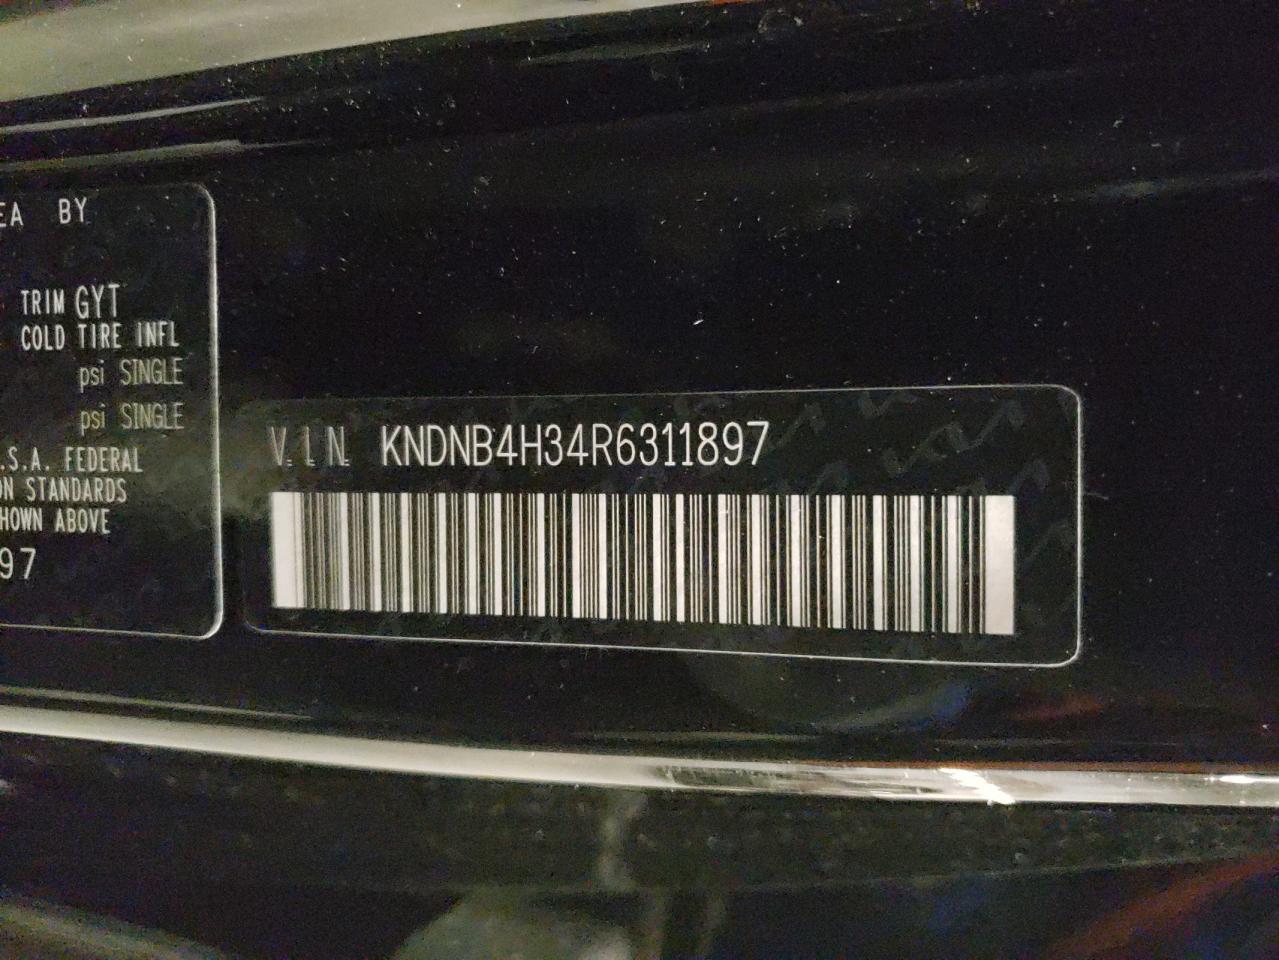 EA BY
TRIM GYT
COLD TIRE INFL
psi SINGLE
psi SINGLE
.S.A. FEDERAL
ON STANDARDS
HOWN ABOVE
97
V.I.N. KNDNB4H34R6311897